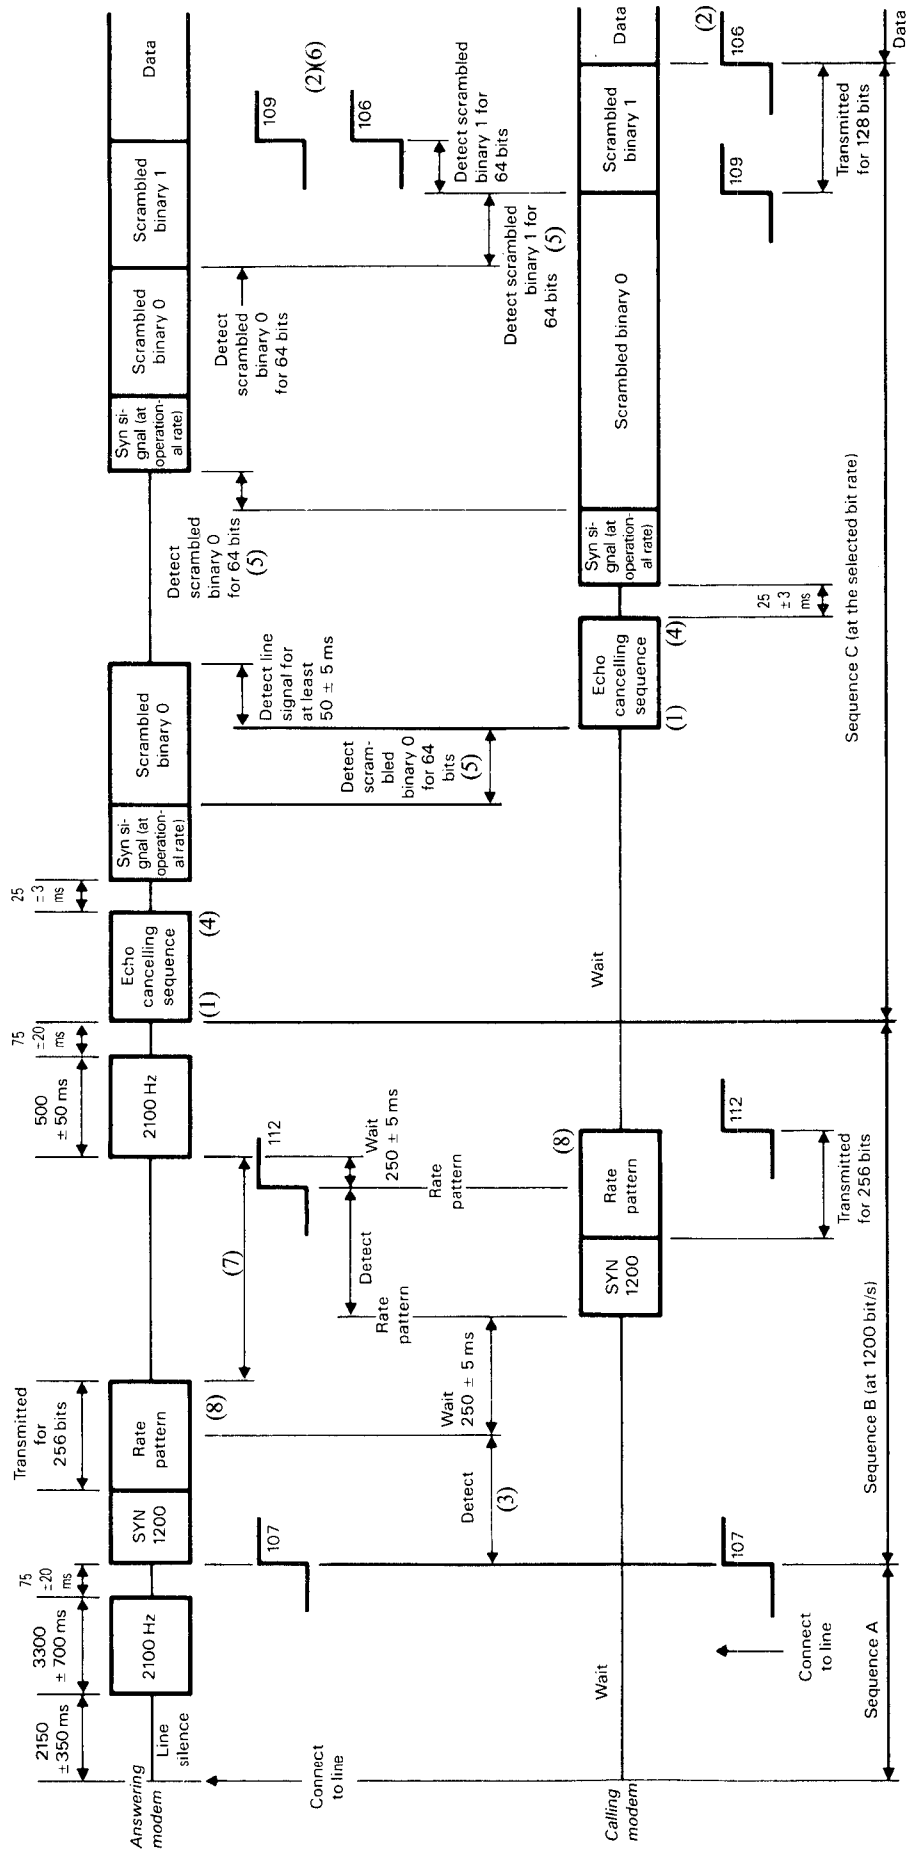 2150
± 350 ms
3300
± 700 ms
75
±20
ms
Transmitted
for
256 bits
500
± 50 ms
75
±20
ms
25
±3
ms
Answering
modem
Line
silence
2100 Hz
SYN
1200
Rate
pattern
(8)
2100 Hz
(1)
Echo
cancelling
sequence
(4)
Syn si-
gnal (at
operation-
al rate)
Scrambled
binary 0
Detect
scrambled
binary 0
for 64 bits
(5)
Syn si-
gnal (at
operation-
al rate)
Scrambled
binary 0
Scrambled
binary 1
Data
Connect
to line
107
(7)
112
Wait
250 ± 5 ms
Detect line
signal for
at least
50 ± 5 ms
Detect
scrambled
binary 0
for 64 bits
109
(2)(6)
106
Rate
pattern
Detect
Rate
pattern
Detect
(3)
Wait
250 ± 5 ms
Detect
scram-
bled
binary 0
for 64
bits
(5)
Detect scrambled
binary 1 for
64 bits
(5)
Detect scrambled
binary 1 for
64 bits
Calling
modem
Wait
SYN
1200
Rate
pattern
(8)
Wait
(1)
Echo
cancelling
sequence
(4)
Syn si-
gnal (at
operation-
al rate)
Scrambled binary 0
Scrambled
binary 1
Data
Connect
to line
107
112
Transmitted
for 256 bits
25
±3
ms
109
106
(2)
Transmitted
for 128 bits
Sequence A
Sequence B (at 1200 bit/s)
Sequence C (at the selected bit rate)
Data